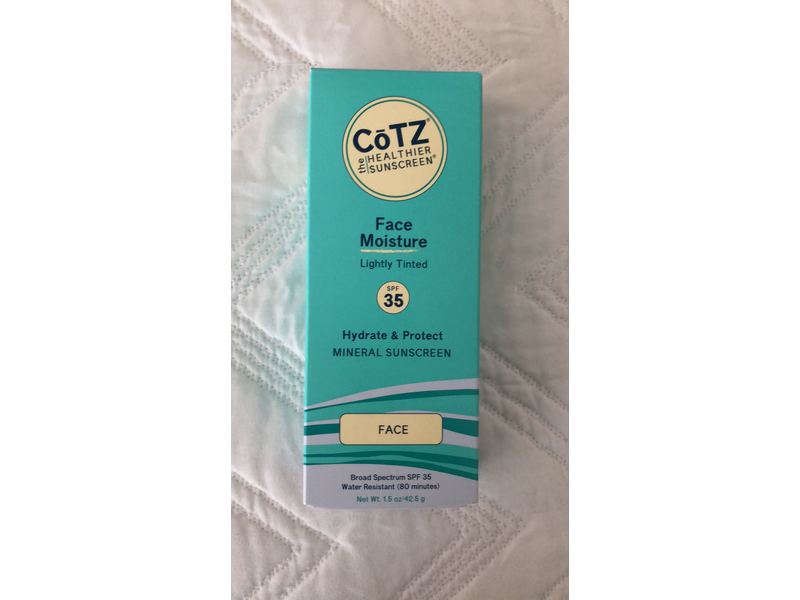 CōTZ®
the HEALTHIER
SUNSCREEN®
Face
Moisture
Lightly Tinted
SPF
35
Hydrate & Protect
MINERAL SUNSCREEN
FACE
Broad Spectrum SPF 35
Water Resistant (80 minutes)
Net Wt. 1.5 oz/42.5 g